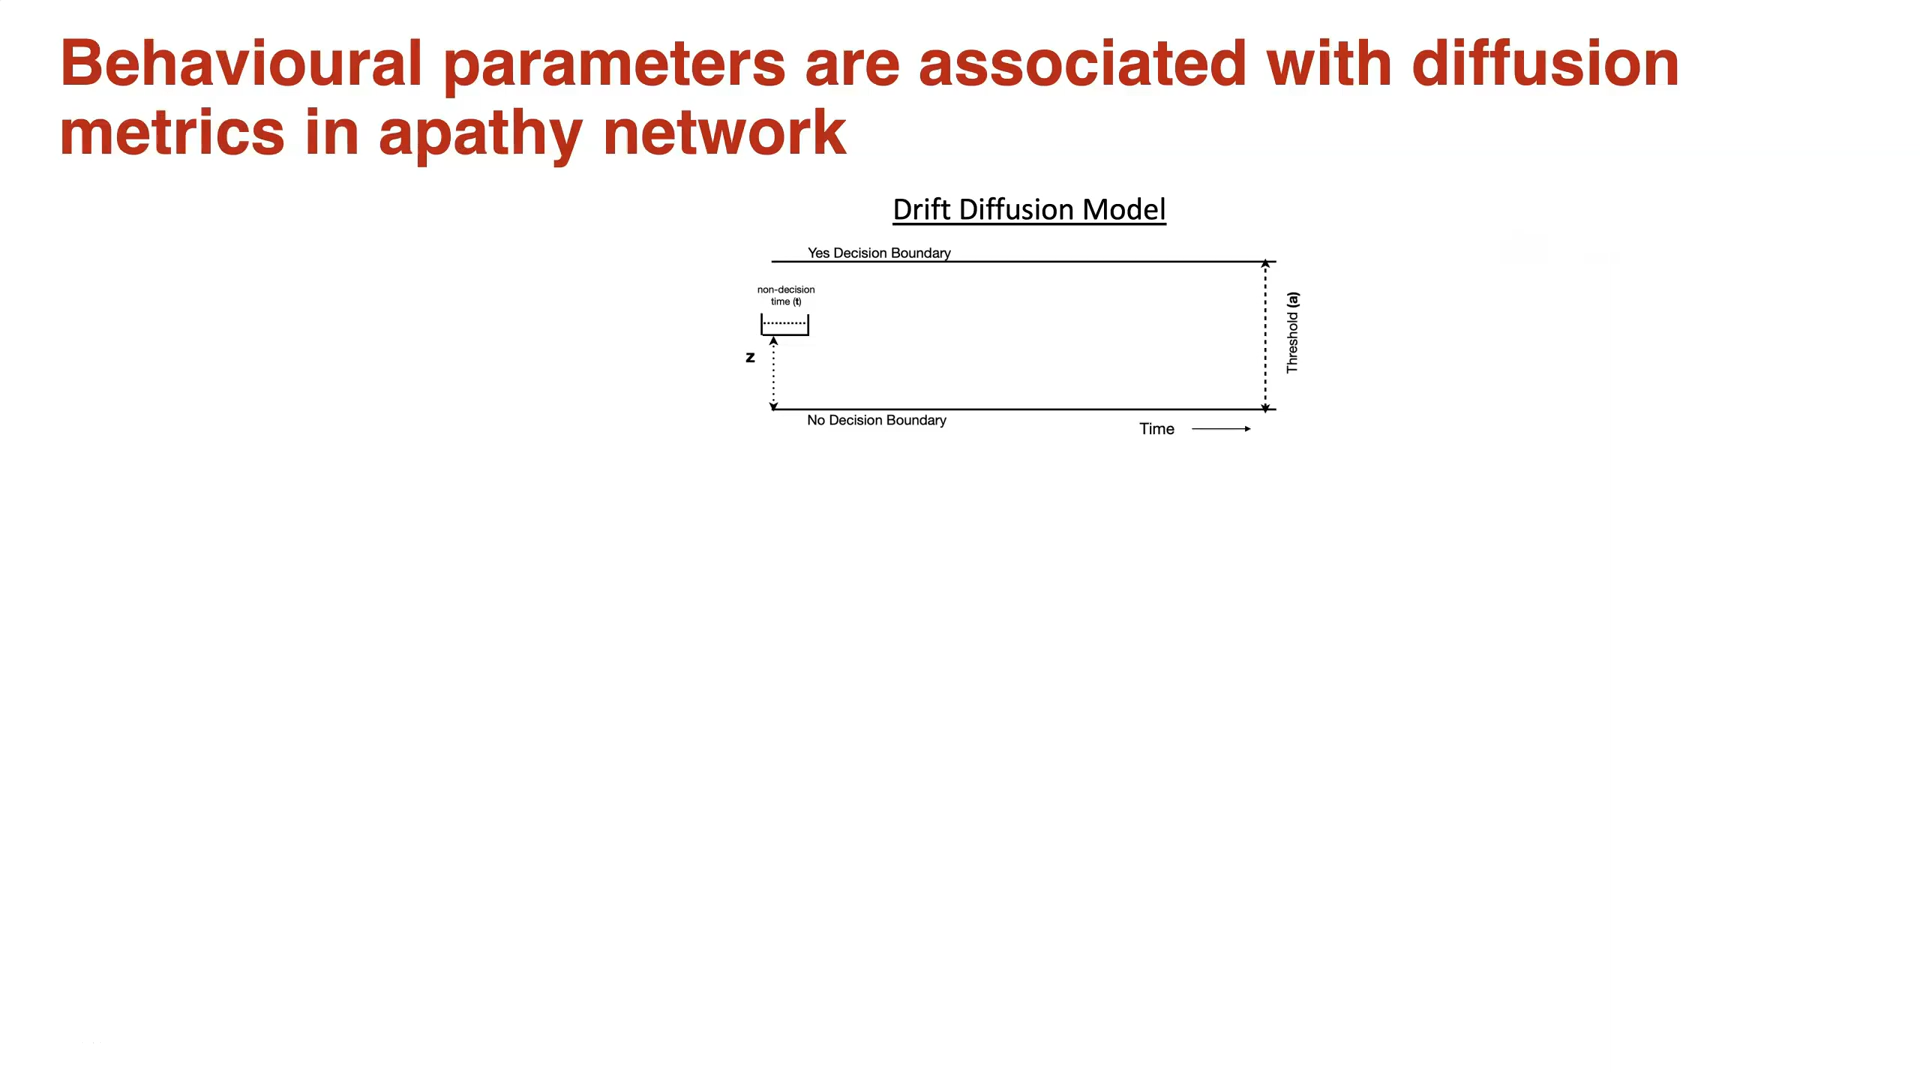 Behavioural parameters are associated with diffusion
metrics in apathy network
Drift Diffusion Model
Yes Decision Boundary
non-decision
time (t)
z
Threshold (a)
No Decision Boundary
Time